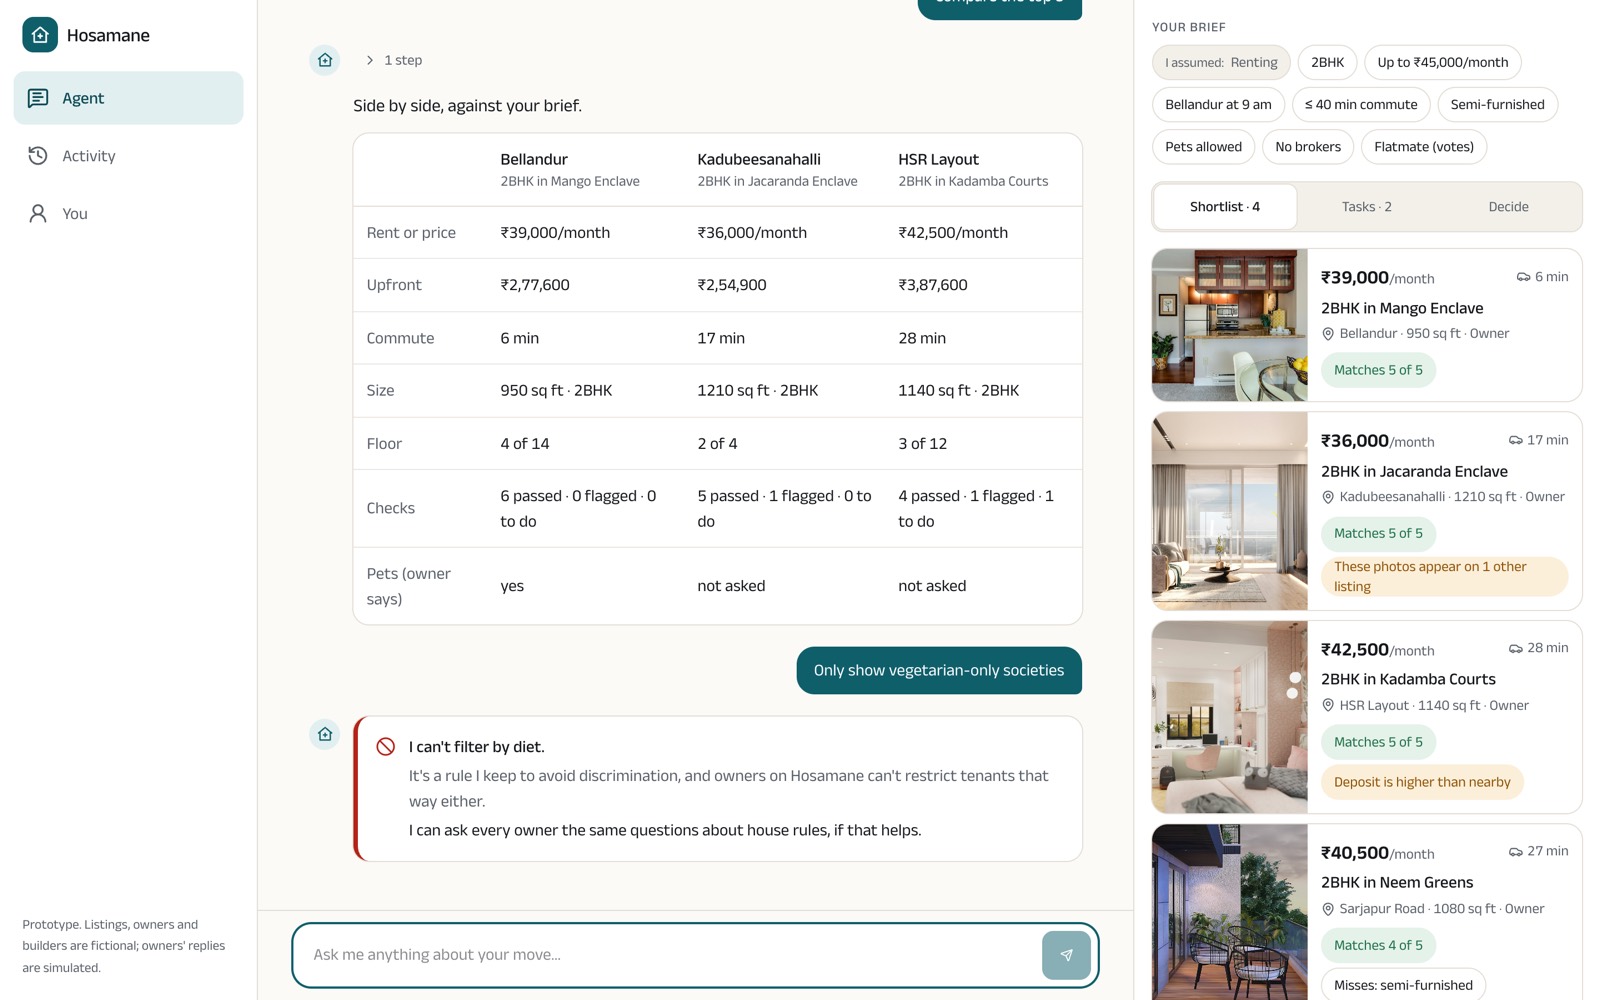 Hosamane
Agent
Activity
You
Prototype. Listings, owners and
builders are fictional; owners' replies
are simulated.
1 step
Side by side, against your brief.
Bellandur Kadubeesanahalli HSR Layout
2BHK in Mango Enclave 2BHK in Jacaranda Enclave 2BHK in Kadamba Courts
Rent or price ₹39,000/month ₹36,000/month ₹42,500/month
Upfront ₹2,77,600 ₹2,54,900 ₹3,87,600
Commute 6 min 17 min 28 min
Size 950 sq ft · 2BHK 1210 sq ft · 2BHK 1140 sq ft · 2BHK
Floor 4 of 14 2 of 4 3 of 12
Checks 6 passed · 0 flagged · 0 to do 5 passed · 1 flagged · 0 to do 4 passed · 1 flagged · 1 to do
Pets (owner says) yes not asked not asked
Only show vegetarian-only societies
I can't filter by diet.
It's a rule I keep to avoid discrimination, and owners on Hosamane can't restrict tenants that
way either.
I can ask every owner the same questions about house rules, if that helps.
Ask me anything about your move...
YOUR BRIEF
I assumed: Renting 2BHK Up to ₹45,000/month
Bellandur at 9 am ≤ 40 min commute Semi-furnished
Pets allowed No brokers Flatmate (votes)
Shortlist · 4 Tasks · 2 Decide
₹39,000/month 6 min
2BHK in Mango Enclave
Bellandur · 950 sq ft · Owner
Matches 5 of 5
₹36,000/month 17 min
2BHK in Jacaranda Enclave
Kadubeesanahalli · 1210 sq ft · Owner
Matches 5 of 5
These photos appear on 1 other
listing
₹42,500/month 28 min
2BHK in Kadamba Courts
HSR Layout · 1140 sq ft · Owner
Matches 5 of 5
Deposit is higher than nearby
₹40,500/month 27 min
2BHK in Neem Greens
Sarjapur Road · 1080 sq ft · Owner
Matches 4 of 5
Misses: semi-furnished